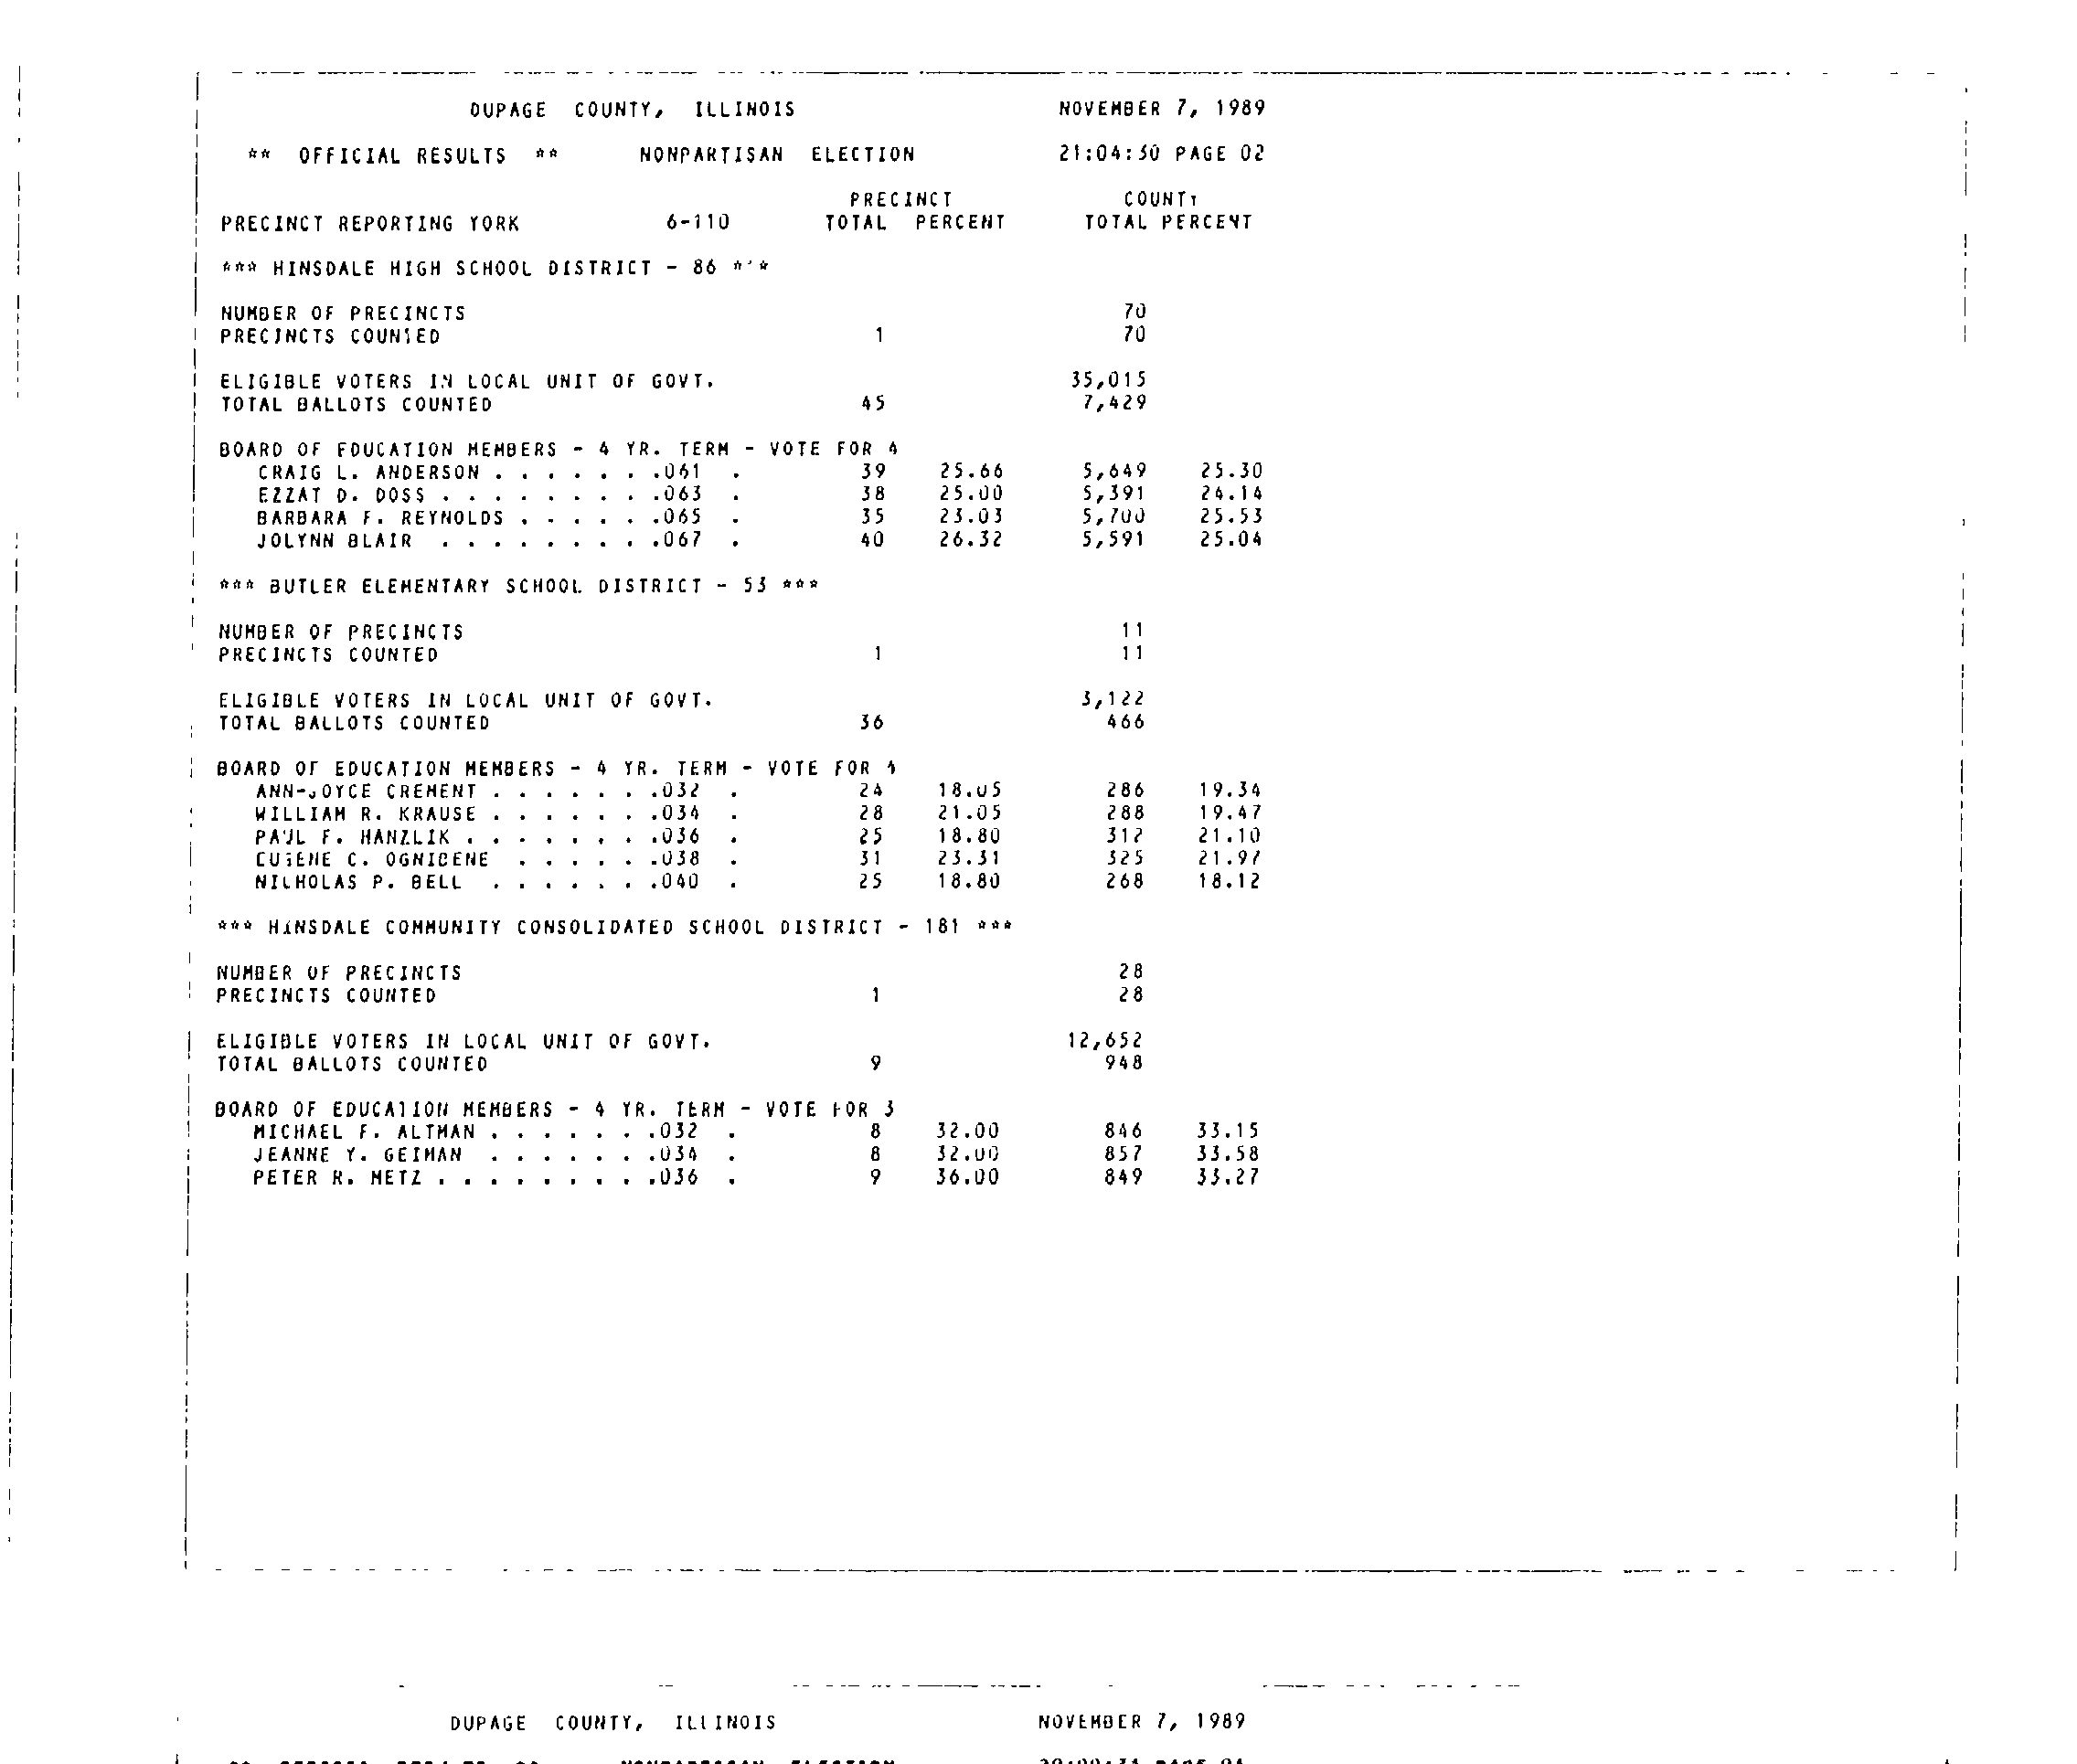 DUPAGE COUNTY, ILLINOIS NOVEMBER 7, 1989
** OFFICIAL RESULTS ** NONPARTISAN ELECTION 21:04:30 PAGE 02
PRECINCT COUNTY
PRECINCT REPORTING YORK 6-110 TOTAL PERCENT TOTAL PERCENT
*** HINSDALE HIGH SCHOOL DISTRICT - 86 ***
NUMBER OF PRECINCTS 70
PRECINCTS COUNTED 1 70
ELIGIBLE VOTERS IN LOCAL UNIT OF GOVT. 35,015
TOTAL BALLOTS COUNTED 45 7,429
BOARD OF EDUCATION MEMBERS - 4 YR. TERM - VOTE FOR 4
CRAIG L. ANDERSON . . . . . . .061 . 39 25.66 5,649 25.30
EZZAT D. DOSS . . . . . . . . .063 . 38 25.00 5,391 24.14
BARBARA F. REYNOLDS . . . . . .065 . 35 23.03 5,700 25.53
JOLYNN BLAIR . . . . . . . . .067 . 40 26.32 5,591 25.04
*** BUTLER ELEMENTARY SCHOOL DISTRICT - 53 ***
NUMBER OF PRECINCTS 11
PRECINCTS COUNTED 1 11
ELIGIBLE VOTERS IN LOCAL UNIT OF GOVT. 3,122
TOTAL BALLOTS COUNTED 36 466
BOARD OF EDUCATION MEMBERS - 4 YR. TERM - VOTE FOR 4
ANN-JOYCE CREMENT . . . . . . .032 . 24 18.05 286 19.34
WILLIAM R. KRAUSE . . . . . . .034 . 28 21.05 288 19.47
PAUL F. HANZLIK . . . . . . . .036 . 25 18.80 312 21.10
EUGENE C. OGNIBENE . . . . . .038 . 31 23.31 325 21.97
NICHOLAS P. BELL . . . . . . .040 . 25 18.80 268 18.12
*** HINSDALE COMMUNITY CONSOLIDATED SCHOOL DISTRICT - 181 ***
NUMBER OF PRECINCTS 28
PRECINCTS COUNTED 1 28
ELIGIBLE VOTERS IN LOCAL UNIT OF GOVT. 12,652
TOTAL BALLOTS COUNTED 9 948
BOARD OF EDUCATION MEMBERS - 4 YR. TERM - VOTE FOR 3
MICHAEL F. ALTMAN . . . . . . .032 . 8 32.00 846 33.15
JEANNE Y. GEIMAN . . . . . . .034 . 8 32.00 857 33.58
PETER R. METZ . . . . . . . . .036 . 9 36.00 849 33.27
DUPAGE COUNTY, ILLINOIS NOVEMBER 7, 1989
NONPARTISAN ELECTION